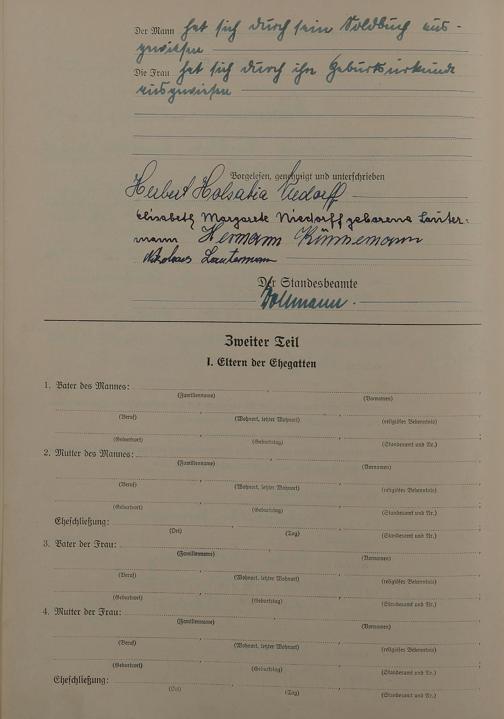 Der Mann hat sich durch sein Soldbuch aus-
gewiesen
Die Frau hat sich durch ihre Geburtsurkunde
ausgewiesen
Vorgelesen, genehmigt und unterschrieben
Herbert Holsatia Niedorff
Elisabeth Margarete Niedorff geborene Lauter-
mann Hermann Künnemann
Nikolaus Lautermann
Der Standesbeamte
Dollmann.
Zweiter Teil
I. Eltern der Ehegatten
1. Vater des Mannes:
(Familienname) (Vornamen)
(Beruf) (Wohnort, letzter Wohnort) (religiöses Bekenntnis)
(Geburtsort) (Geburtstag) (Standesamt und Nr.)
2. Mutter des Mannes:
(Familienname) (Vornamen)
(Beruf) (Wohnort, letzter Wohnort) (religiöses Bekenntnis)
(Geburtsort) (Geburtstag) (Standesamt und Nr.)
Eheschließung:
(Ort) (Tag) (Standesamt und Nr.)
3. Vater der Frau:
(Familienname) (Vornamen)
(Beruf) (Wohnort, letzter Wohnort) (religiöses Bekenntnis)
(Geburtsort) (Geburtstag) (Standesamt und Nr.)
4. Mutter der Frau:
(Familienname) (Vornamen)
(Beruf) (Wohnort, letzter Wohnort) (religiöses Bekenntnis)
(Geburtsort) (Geburtstag) (Standesamt und Nr.)
Eheschließung:
(Ort) (Tag) (Standesamt und Nr.)